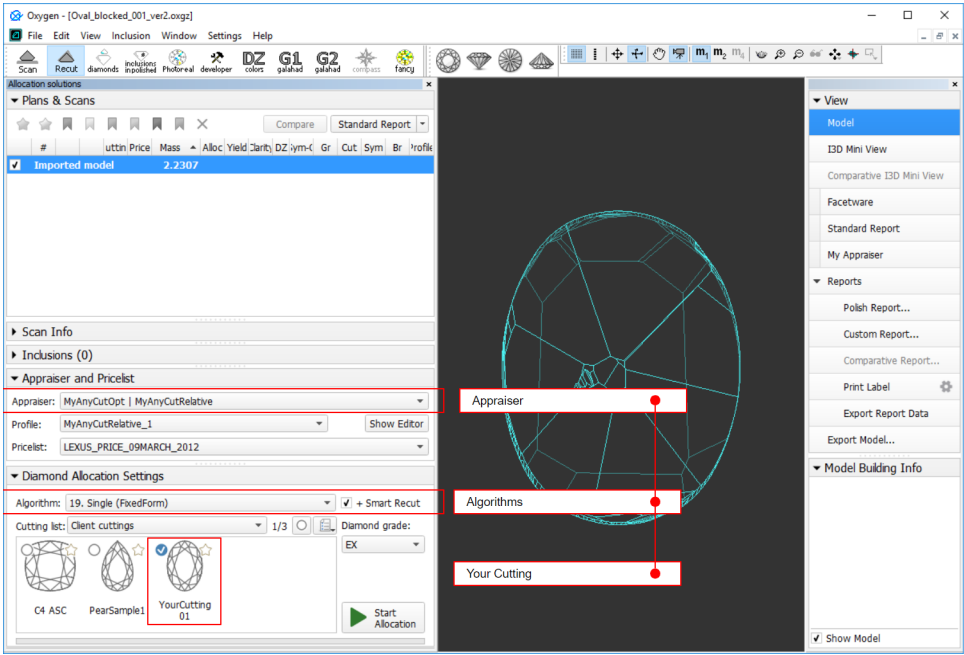 Oxygen - [Oval_blocked_001_ver2.oxgz]
File Edit View Inclusion Window Settings Help
Scan Recut diamonds inclusions inpolished Photoreal developer DZ colors G1 galahad G2 galahad compass fancy m1 m2 m
Allocation solutions
Plans & Scans
Compare Standard Report
# uttin Price Mass Alloc Yield Clarity DZ Gr Cut Sym Br
Imported model 2.2307
Scan Info
Inclusions (0)
Appraiser and Pricelist
Appraiser: MyAnyCutOpt | MyAnyCutRelative
Profile: MyAnyCutRelative_1 Show Editor
Pricelist: LEXUS_PRICE_09MARCH_2012
Diamond Allocation Settings
Algorithm: 19. Single (FixedForm) + Smart Recut
Cutting list: Client cuttings 1/3 Diamond grade:
EX
C4 ASC PearSample1 YourCutting
01
Start
Allocation
Appraiser
Algorithms
Your Cutting
View
Model
I3D Mini View
Comparative I3D Mini View
Facetware
Standard Report
My Appraiser
Reports
Polish Report...
Custom Report...
Comparative Report...
Print Label
Export Report Data
Export Model...
Model Building Info
Show Model